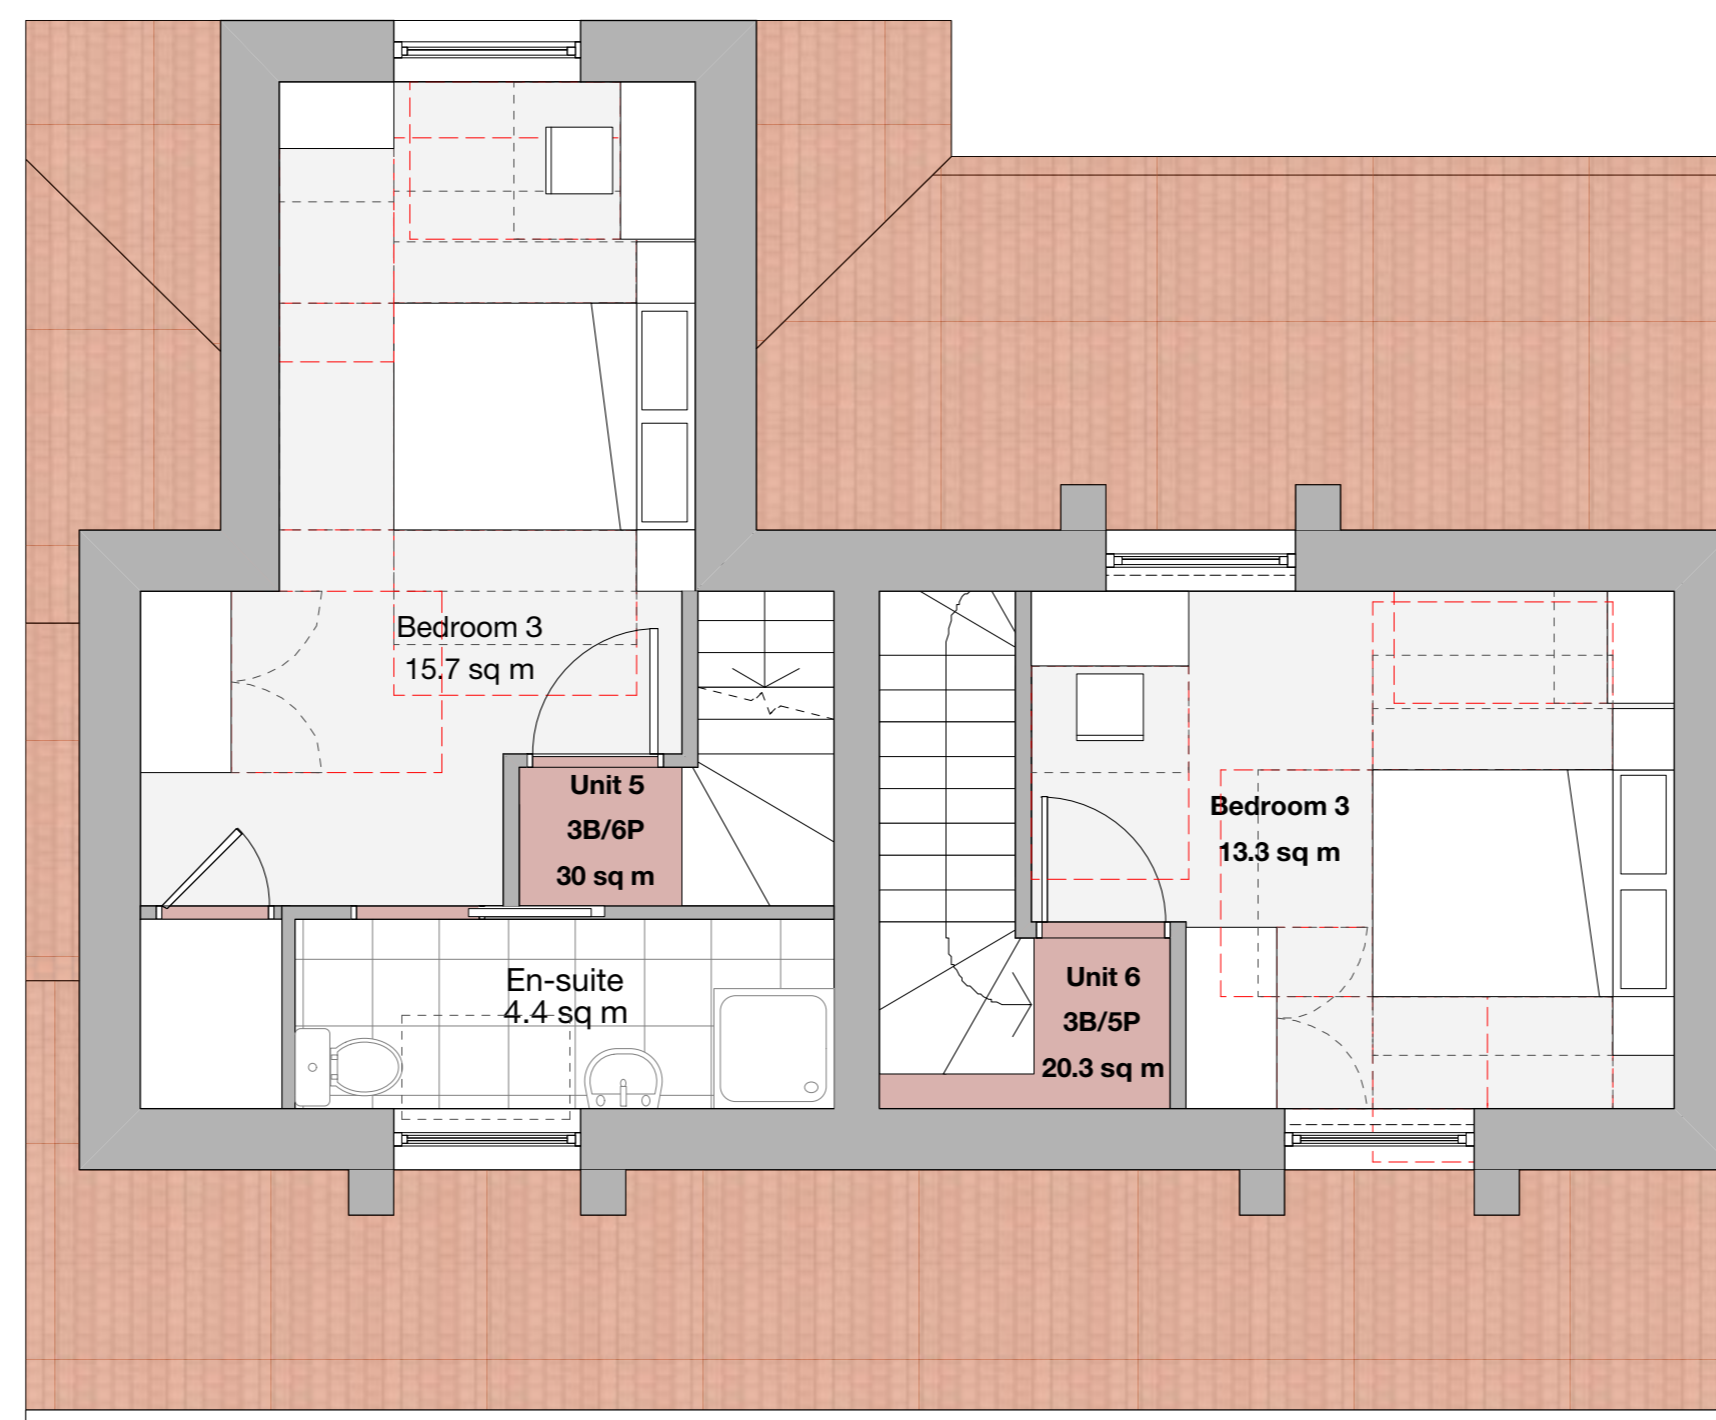 Bedroom 3
15.7 sq m
Unit 5
3B/6P
30 sq m
En-suite
4.4 sq m
Bedroom 3
13.3 sq m
Unit 6
3B/5P
20.3 sq m